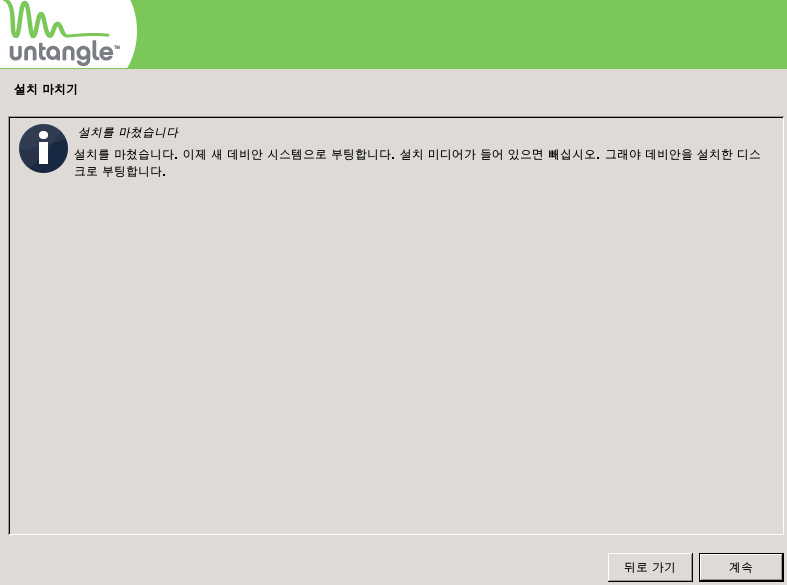 untangle™
설치 마치기
설치를 마쳤습니다
설치를 마쳤습니다. 이제 새 데비안 시스템으로 부팅합니다. 설치 미디어가 들어 있으면 빼십시오. 그래야 데비안을 설치한 디스
크로 부팅합니다.
뒤로 가기
계속